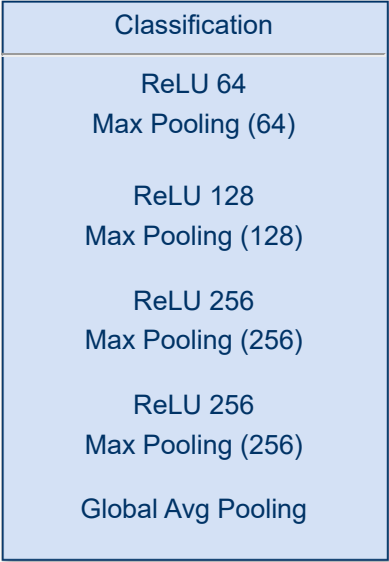 Classification
ReLU 64
Max Pooling (64)
ReLU 128
Max Pooling (128)
ReLU 256
Max Pooling (256)
ReLU 256
Max Pooling (256)
Global Avg Pooling